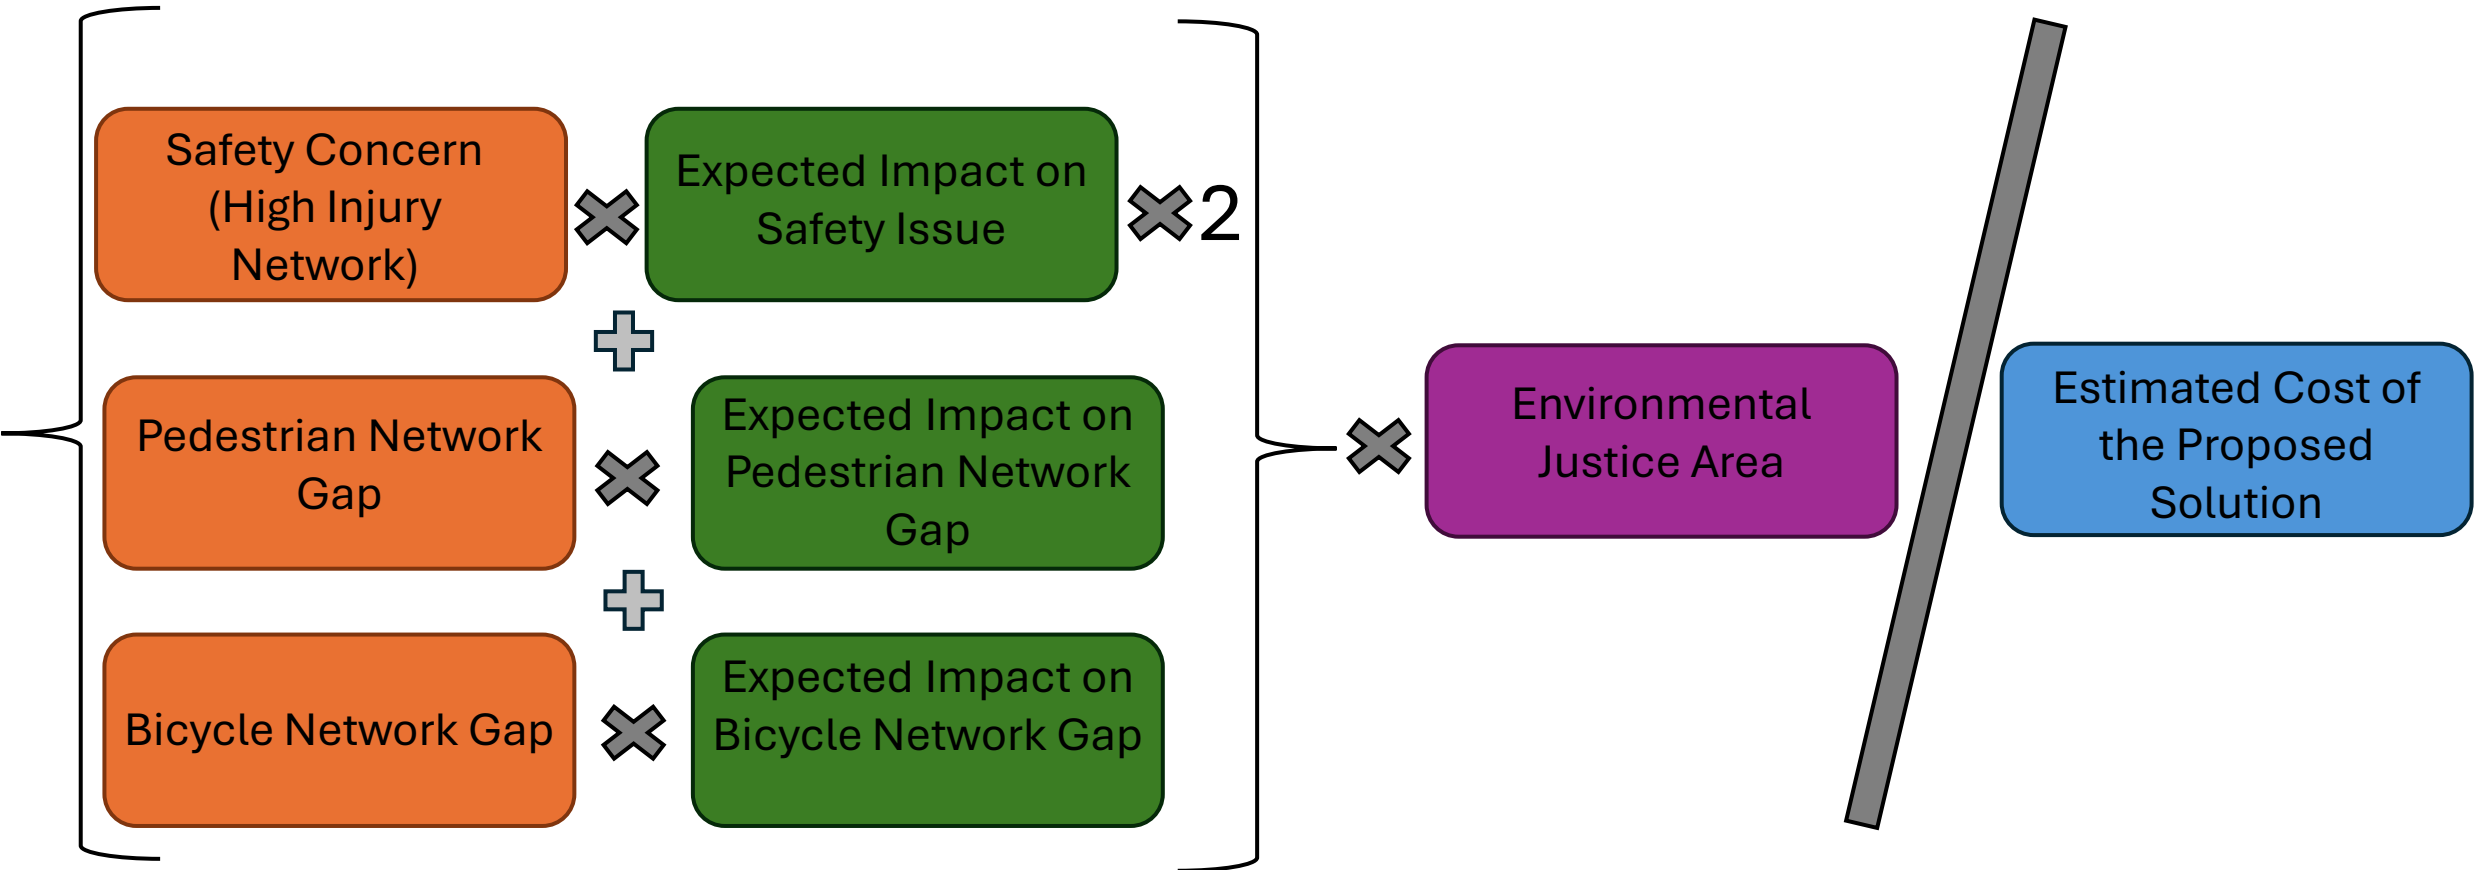 Safety Concern
(High Injury
Network)
Expected Impact on
Safety Issue
2
Pedestrian Network
Gap
Expected Impact on
Pedestrian Network
Gap
Bicycle Network Gap
Expected Impact on
Bicycle Network Gap
Environmental
Justice Area
Estimated Cost of
the Proposed
Solution